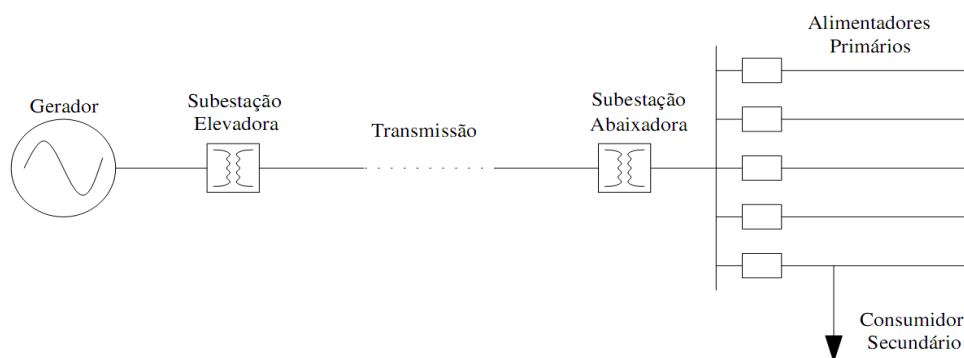 Gerador
Subestação
Elevadora
Transmissão
Subestação
Abaixadora
Alimentadores
Primários
Consumidor
Secundário